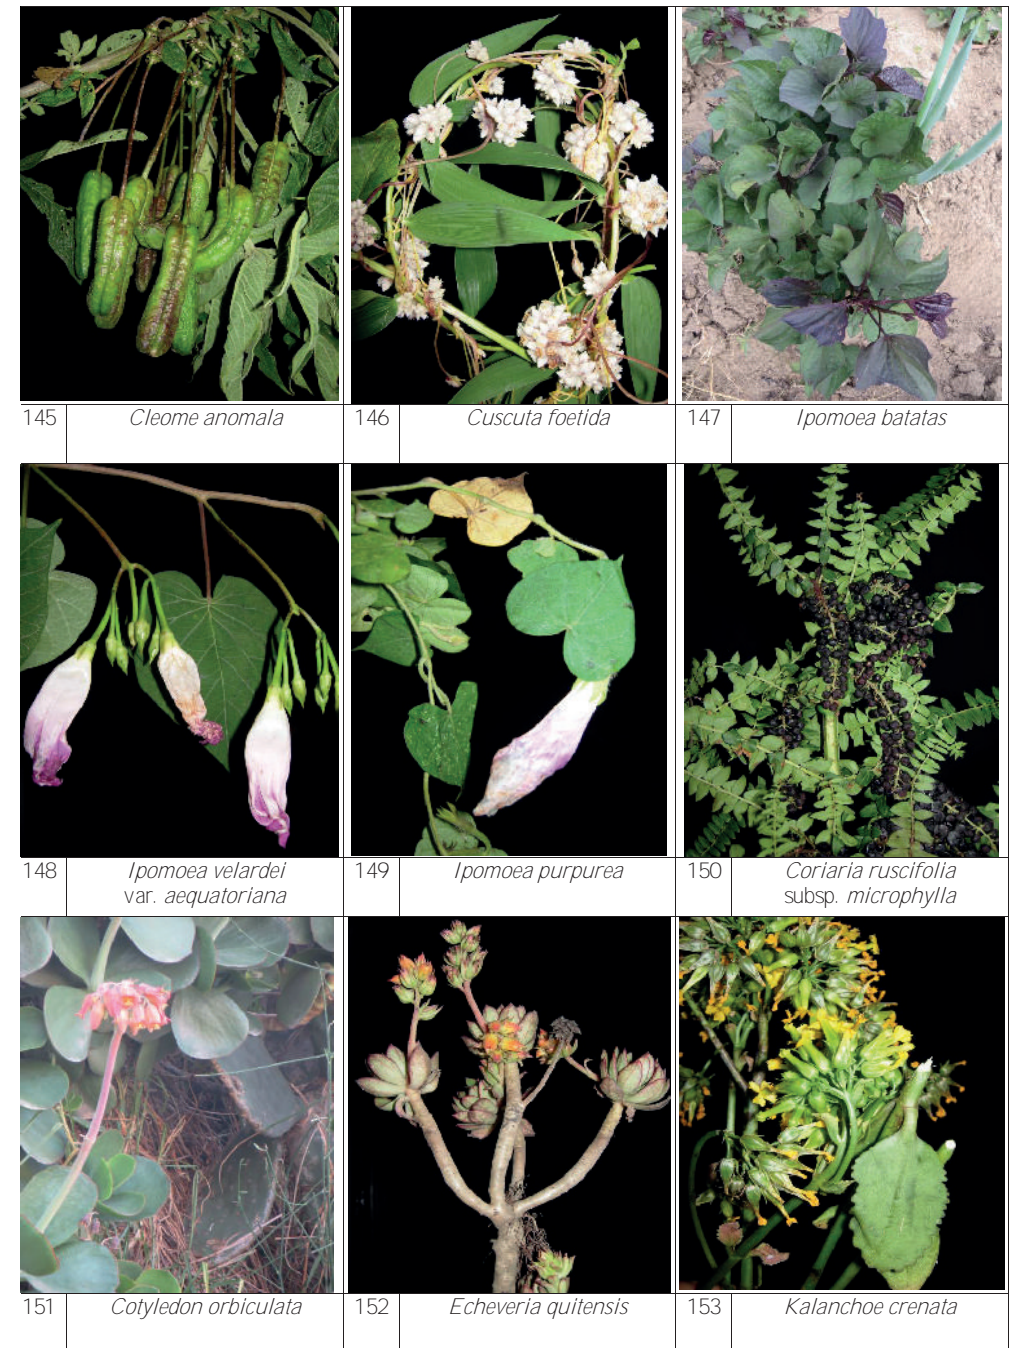 145 Cleome anomala 146 Cuscuta foetida 147 Ipomoea batatas
148 Ipomoea velardei 149 Ipomoea purpurea 150 Coriaria ruscifolia
var. aequatoriana subsp. microphylla
151 Cotyledon orbiculata 152 Echeveria quitensis 153 Kalanchoe crenata